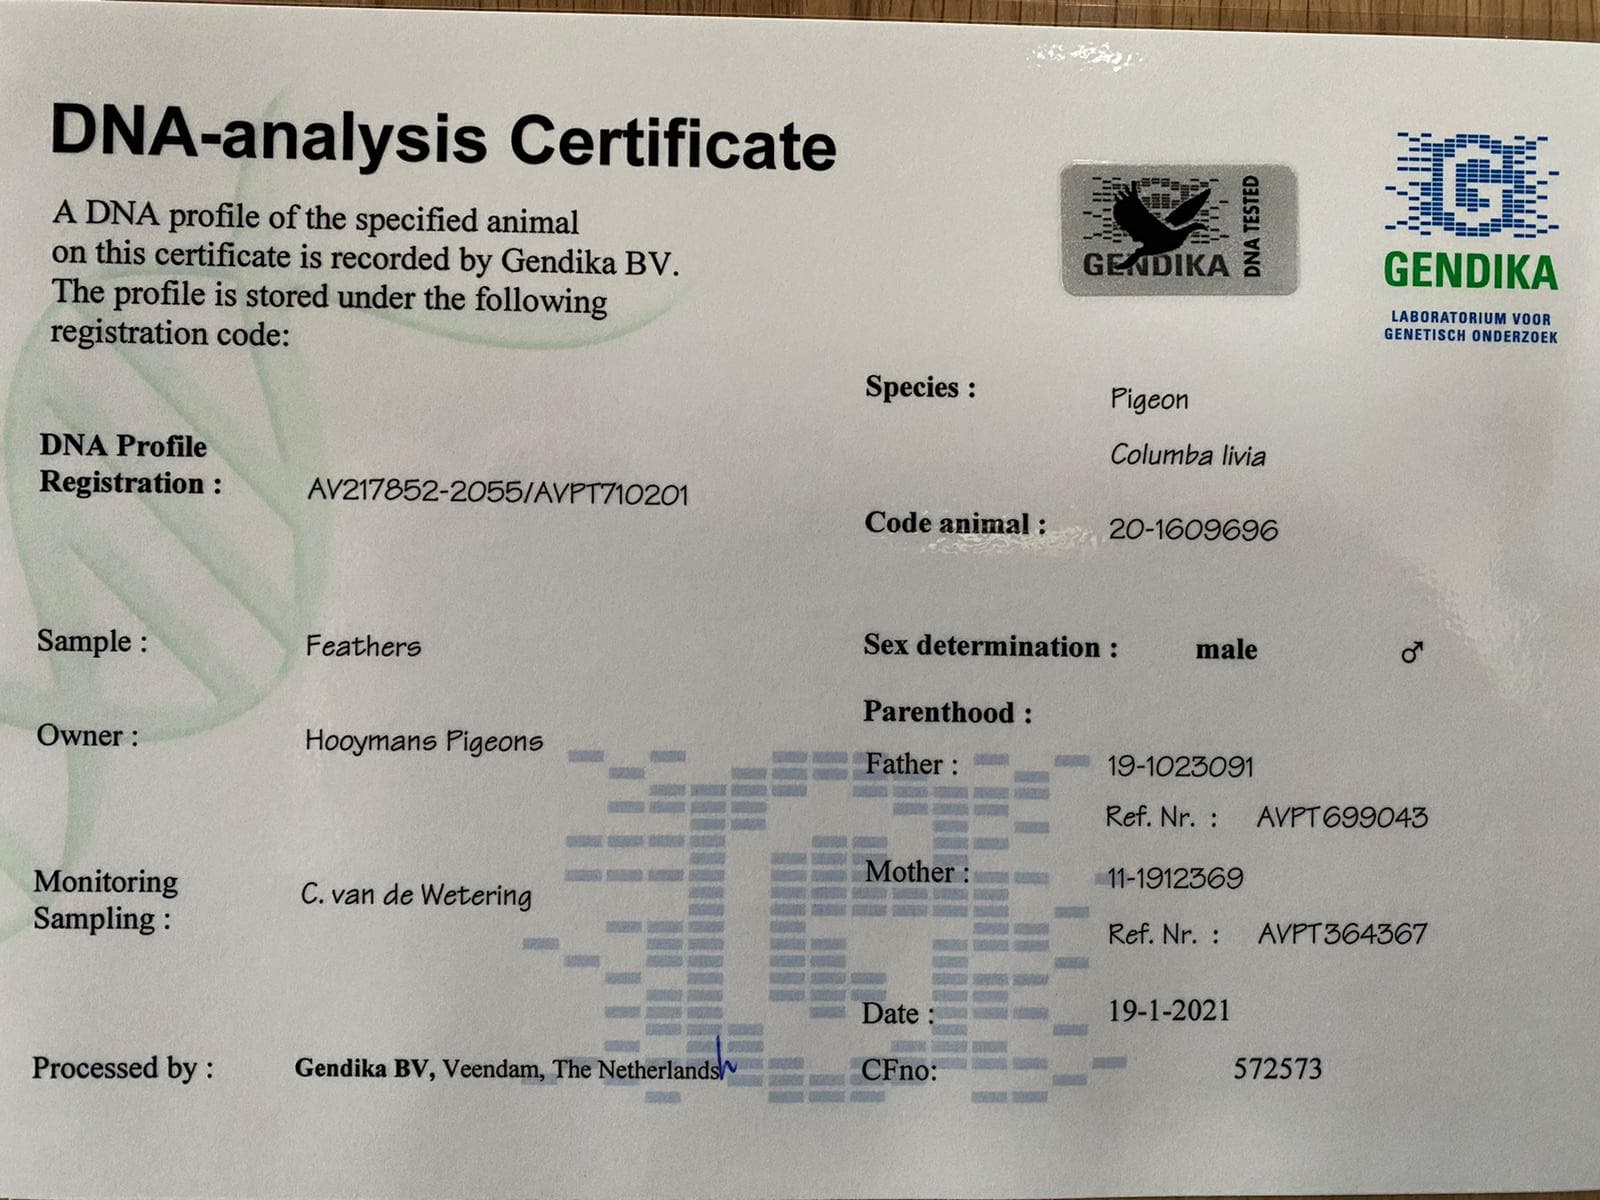 DNA-analysis Certificate
A DNA profile of the specified animal
on this certificate is recorded by Gendika BV.
The profile is stored under the following
registration code:
GENDIKA
DNA TESTED
GENDIKA
LABORATORIUM VOOR
GENETISCH ONDERZOEK
DNA Profile
Registration : AV217852-2055/AVPT710201
Sample : Feathers
Owner : Hooymans Pigeons
Monitoring
Sampling : C. van de Wetering
Processed by : Gendika BV, Veendam, The Netherlands
Species : Pigeon
Columba livia
Code animal : 20-1609696
Sex determination : male ♂
Parenthood :
Father : 19-1023091
Ref. Nr. : AVPT699043
Mother : 11-1912369
Ref. Nr. : AVPT364367
Date : 19-1-2021
CFno: 572573